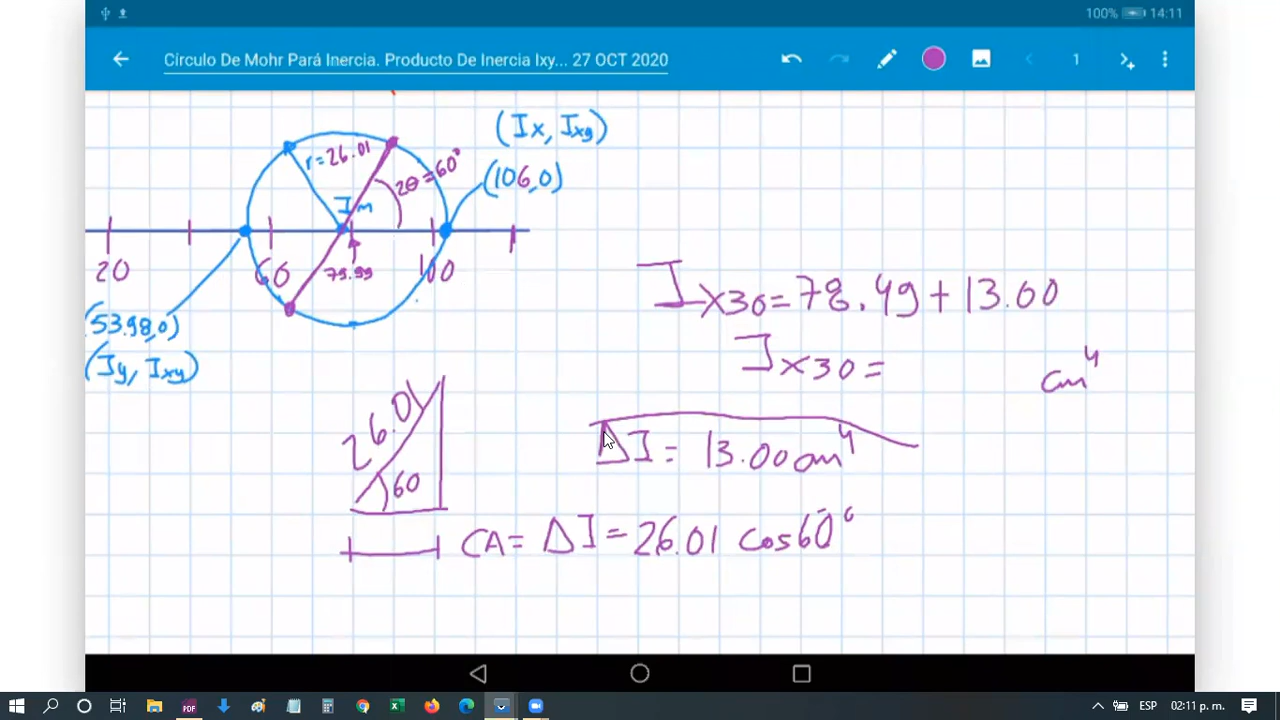 100% 14:11
Círculo De Mohr Pará Inercia. Producto De Inercia Ixy... 27 OCT 2020
1
(Ix, Ixy)
r=26.01
2θ=60°
(106,0)
Im
20
60
79.99
100
(53.98,0)
(Iy, Ixy)
Ix30=78.49+13.00
Ix30= cm⁴
26.01
60
ΔI = 13.00cm⁴
CA= ΔI=26.01 cos60°
ESP 02:11 p. m.